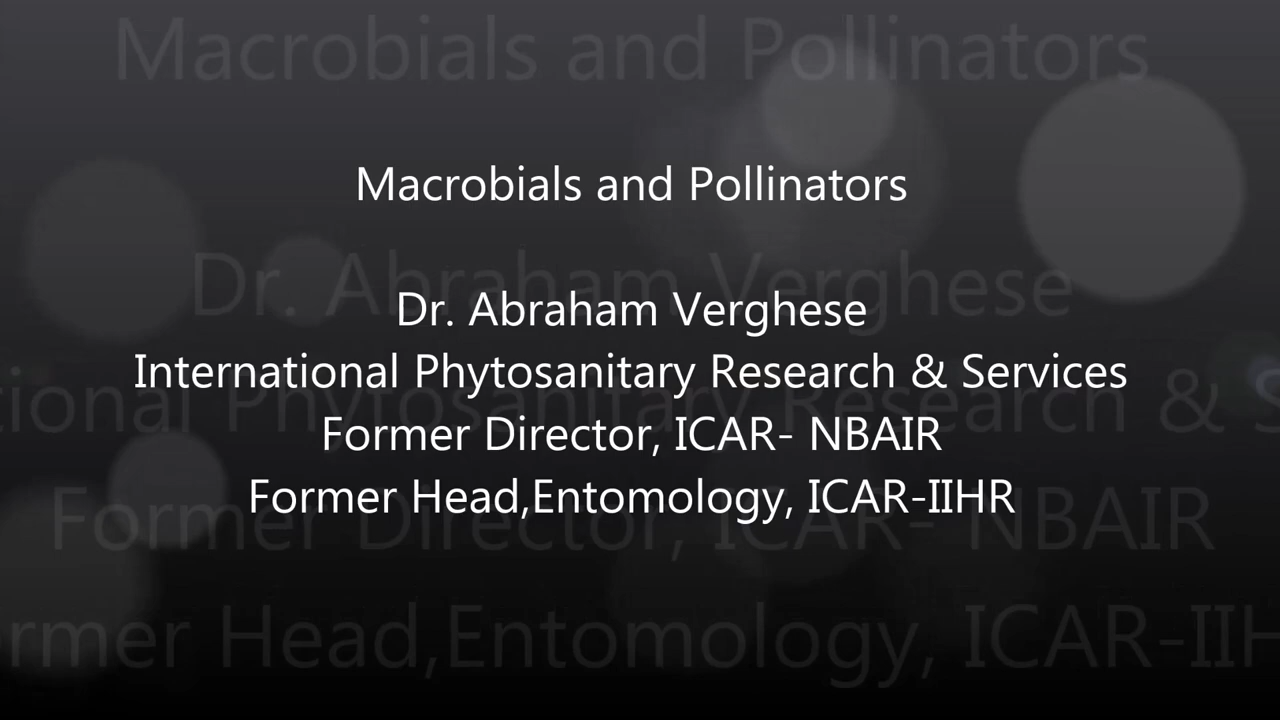 Macrobials and Pollinators
Dr. Abraham Verghese
International Phytosanitary Research & Services
Former Director, ICAR- NBAIR
Former Head,Entomology, ICAR-IIHR